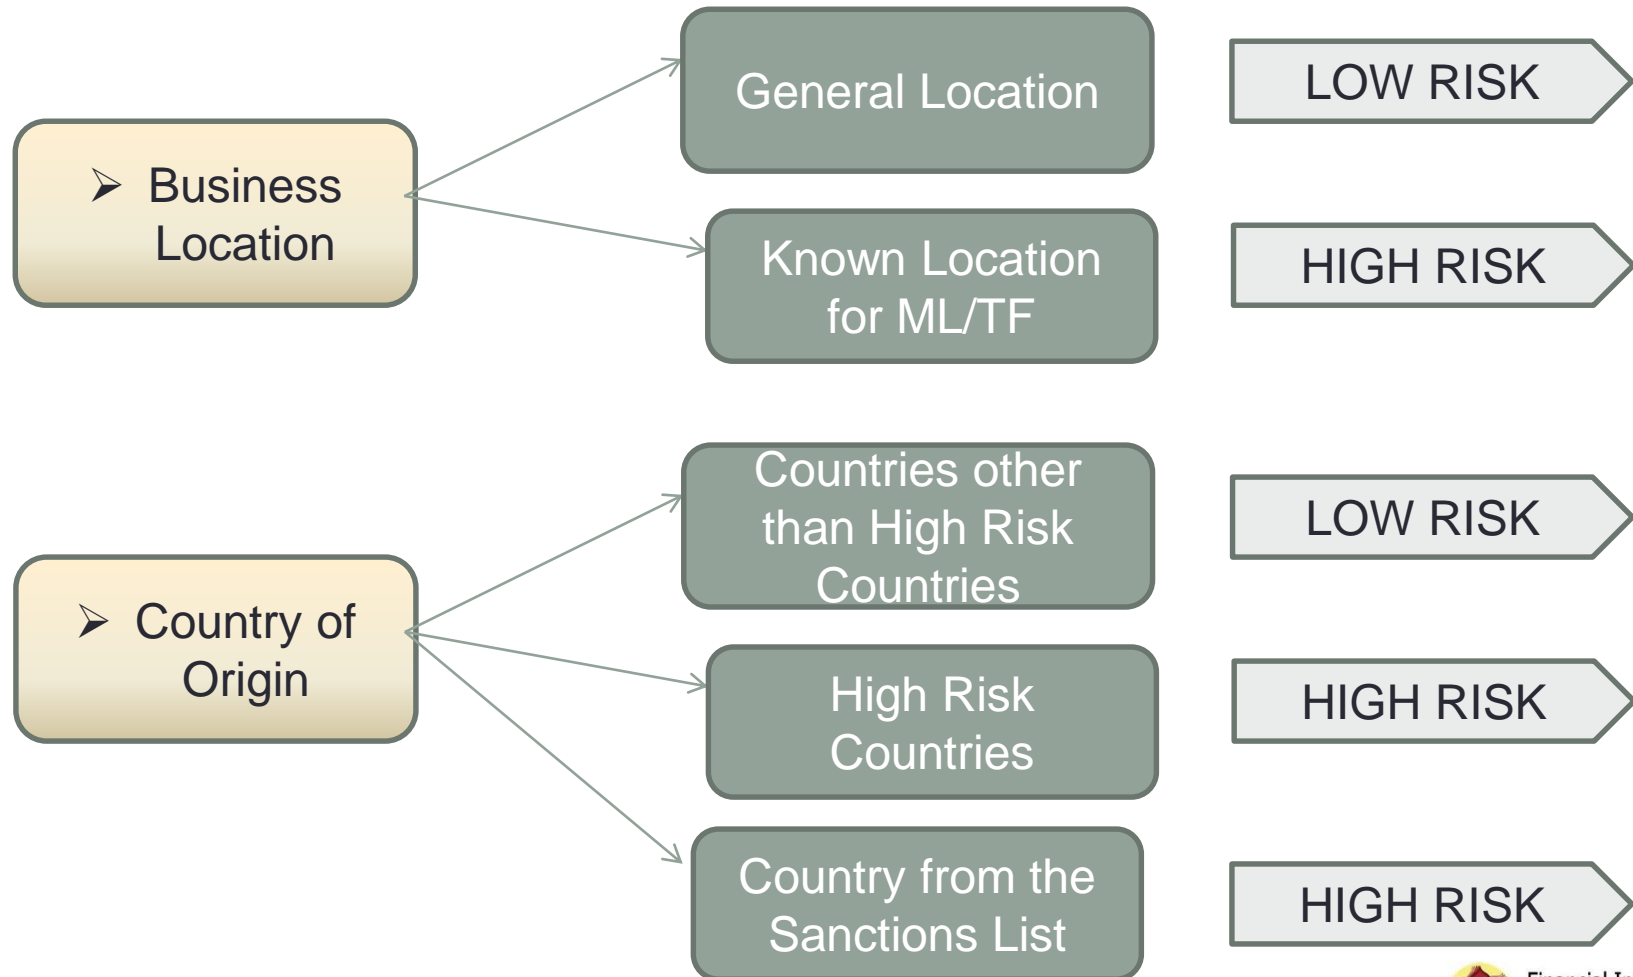 ➢ Business
Location
General Location
LOW RISK
Known Location
for ML/TF
HIGH RISK
➢ Country of
Origin
Countries other
than High Risk
Countries
LOW RISK
High Risk
Countries
HIGH RISK
Country from the
Sanctions List
HIGH RISK
Financial